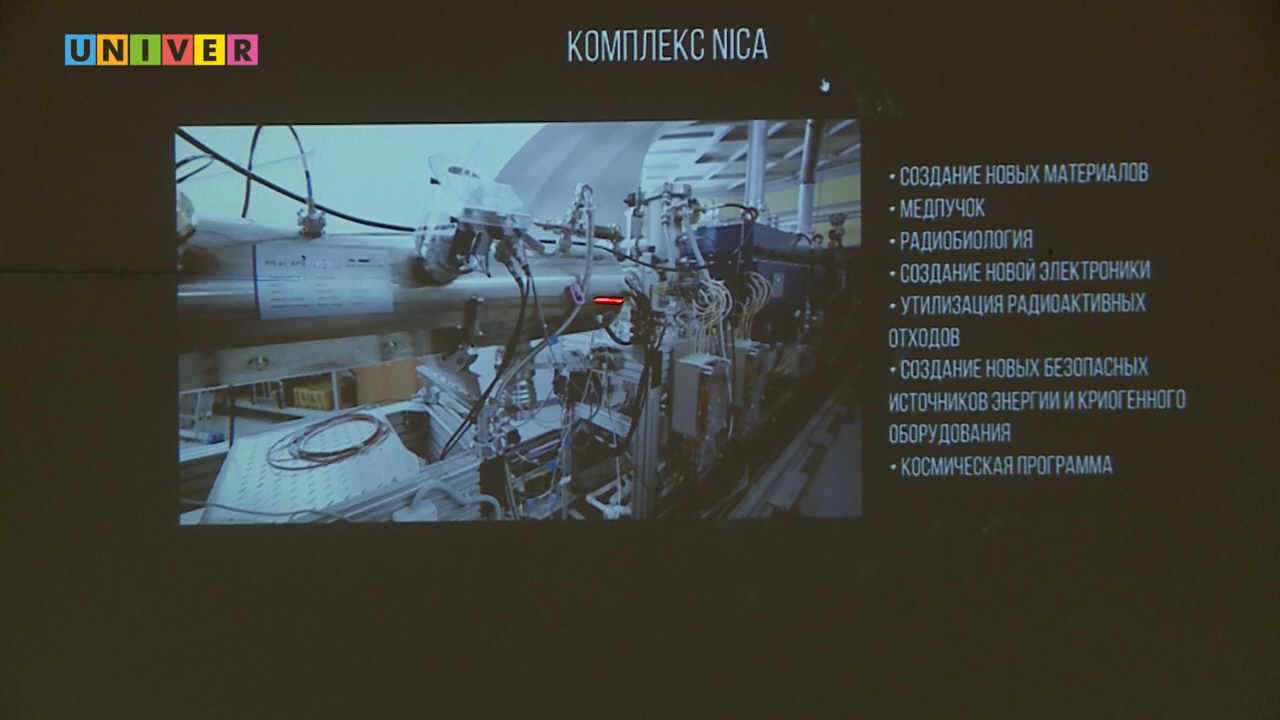 UNIVER
КОМПЛЕКС NICA
• СОЗДАНИЕ НОВЫХ МАТЕРИАЛОВ
• МЕДПУЧОК
• РАДИОБИОЛОГИЯ
• СОЗДАНИЕ НОВОЙ ЭЛЕКТРОНИКИ
• УТИЛИЗАЦИЯ РАДИОАКТИВНЫХ
ОТХОДОВ
• СОЗДАНИЕ НОВЫХ БЕЗОПАСНЫХ
ИСТОЧНИКОВ ЭНЕРГИИ И КРИОГЕННОГО
ОБОРУДОВАНИЯ
• КОСМИЧЕСКАЯ ПРОГРАММА